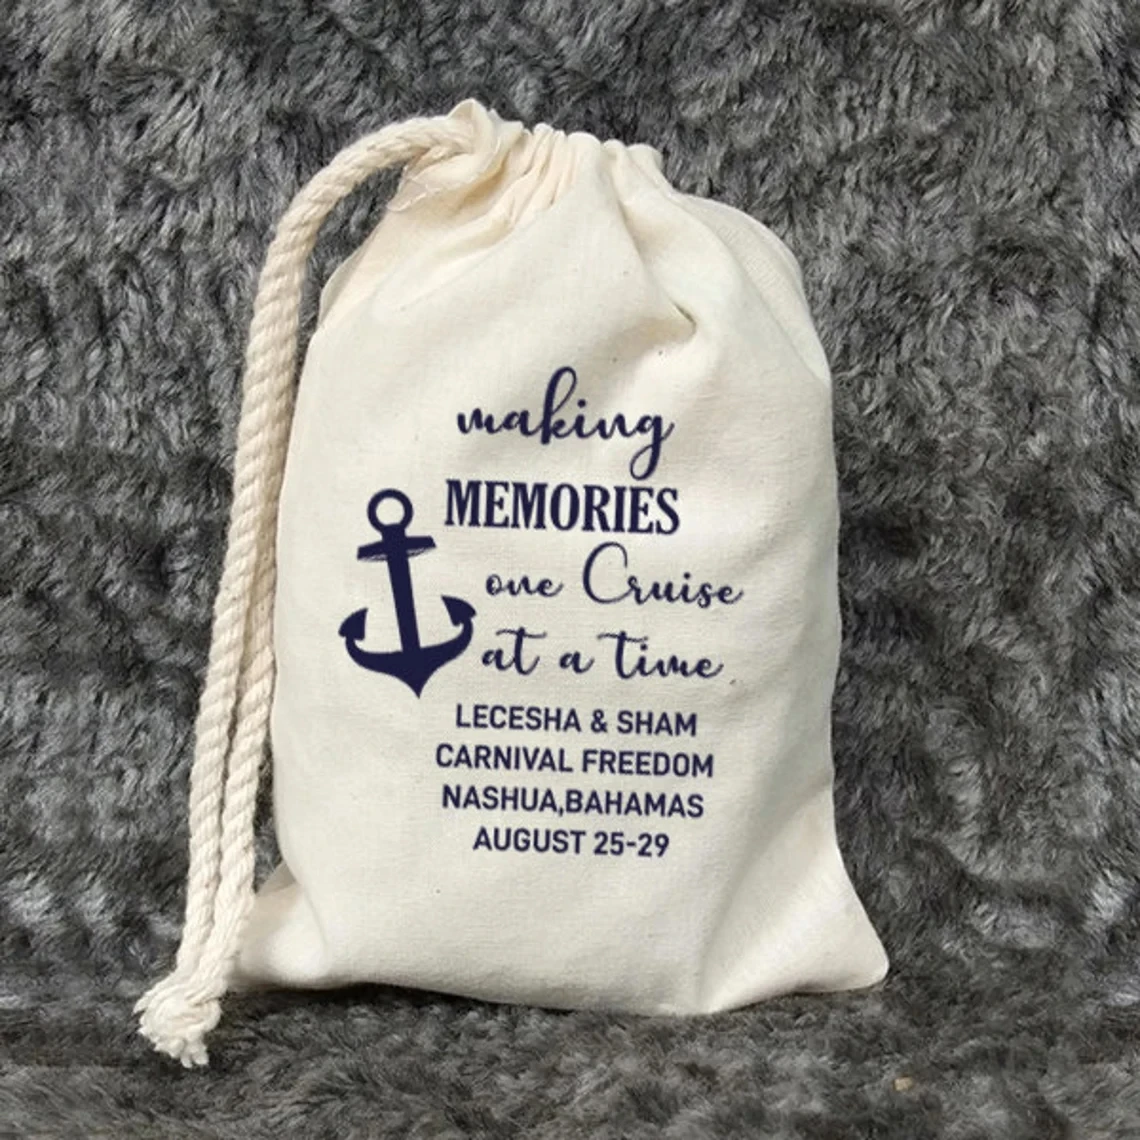 making
MEMORIES
one Cruise
at a time
LECESHA & SHAM
CARNIVAL FREEDOM
NASHUA,BAHAMAS
AUGUST 25-29